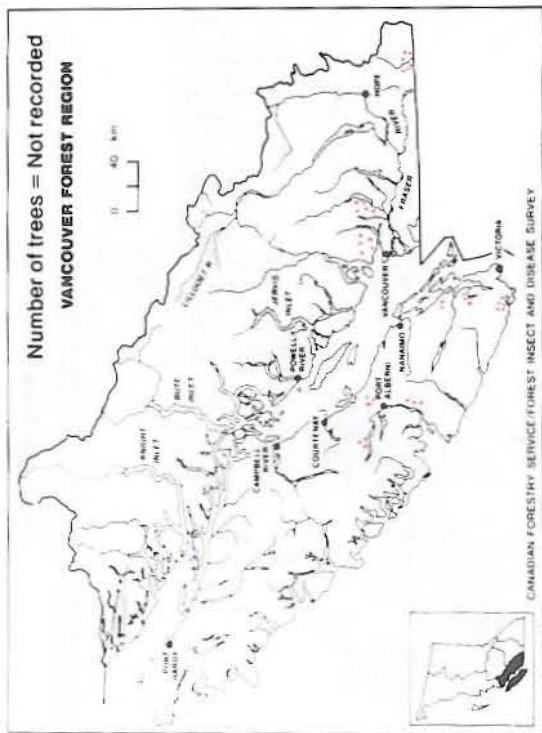 Number of trees = Not recorded
VANCOUVER FOREST REGION
0 40 km
KNIGHT
INLET
BUTE
INLET
LILLOOET R
JERVIS
INLET
PORT
HARDY
CAMPBELL
RIVER
POWELL
RIVER
COURTENAY
PORT
ALBERNI
NANAIMO
VANCOUVER
FRASER
RIVER
HOPE
VICTORIA
CANADIAN FORESTRY SERVICE/FOREST INSECT AND DISEASE SURVEY